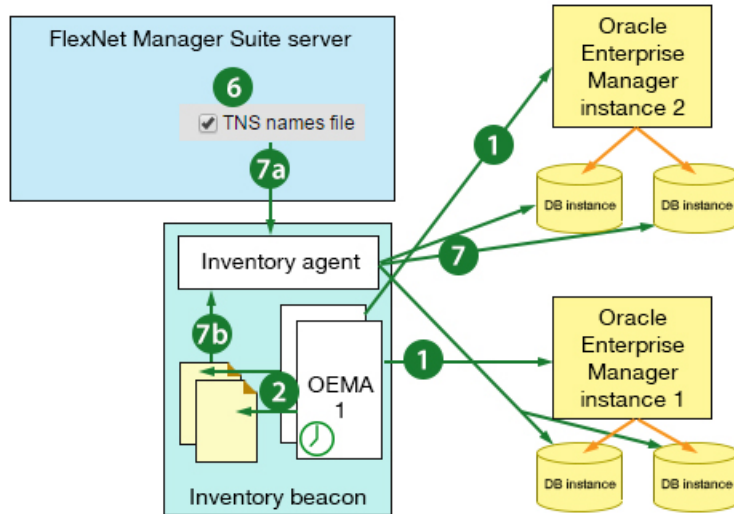 FlexNet Manager Suite server
6
TNS names file
7a
Inventory agent
7b
2
OEMA
1
Inventory beacon
1
Oracle
Enterprise
Manager
instance 2
DB instance
DB instance
7
1
Oracle
Enterprise
Manager
instance 1
DB instance
DB instance